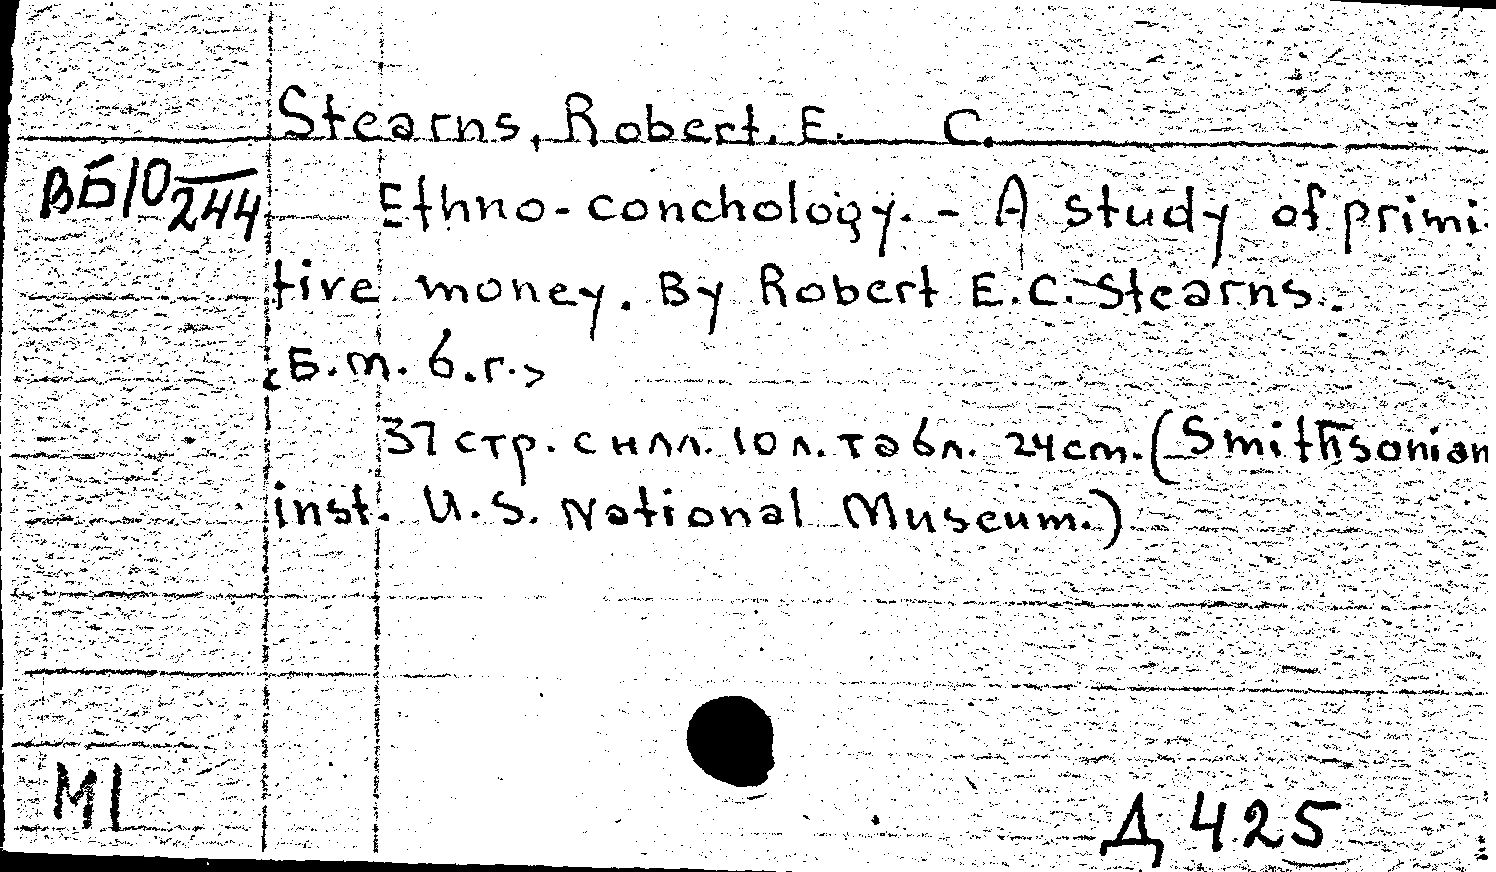 Stearns, Robert. E. C.
ВБ10 244
Ethno-conchology. - A study of primi-
tive money. By Robert E.C. Stearns.
<Б.m. б.г.>
37 стр. с илл. 10 л. табл. 24cm. (Smithsonian
inst. U.S. National Museum.)
M1
Д 425